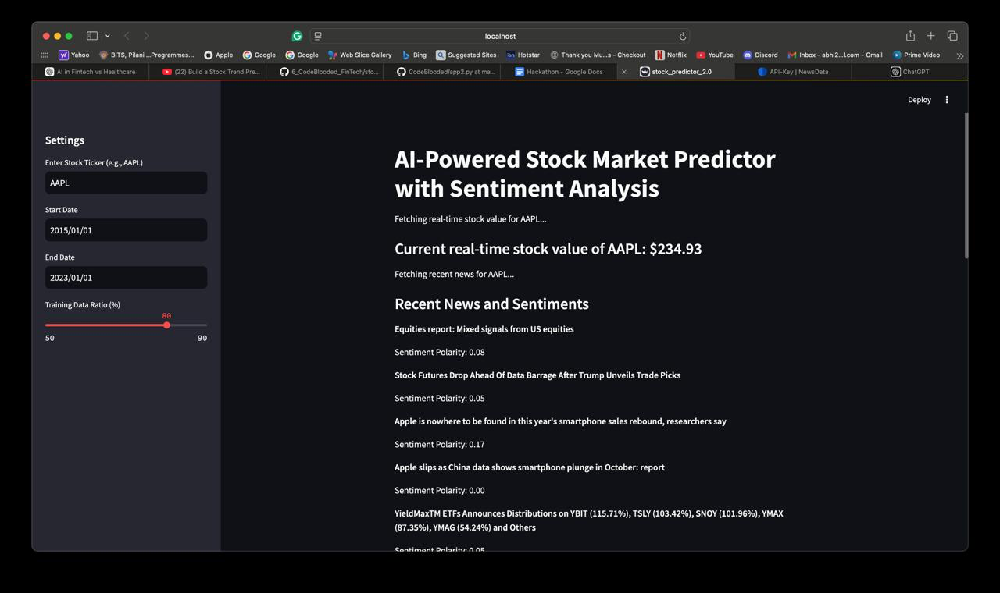 localhost
Yahoo
BITS, Pilani ...Programmes...
Apple
Google
Google
Web Slice Gallery
Bing
Suggested Sites
Hotstar
Thank you Mu...s - Checkout
Netflix
YouTube
Discord
Inbox - abhi2...l.com - Gmail
Prime Video
AI in Fintech vs Healthcare
(22) Build a Stock Trend Pre...
6_CodeBlooded_FinTech/sto...
CodeBlooded/app2.py at ma...
Hackathon - Google Docs
stock_predictor_2.0
API-Key | NewsData
ChatGPT
Deploy
Settings
Enter Stock Ticker (e.g., AAPL)
AAPL
Start Date
2015/01/01
End Date
2023/01/01
Training Data Ratio (%)
80
50
90
AI-Powered Stock Market Predictor
with Sentiment Analysis
Fetching real-time stock value for AAPL...
Current real-time stock value of AAPL: $234.93
Fetching recent news for AAPL...
Recent News and Sentiments
Equities report: Mixed signals from US equities
Sentiment Polarity: 0.08
Stock Futures Drop Ahead Of Data Barrage After Trump Unveils Trade Picks
Sentiment Polarity: 0.05
Apple is nowhere to be found in this year's smartphone sales rebound, researchers say
Sentiment Polarity: 0.17
Apple slips as China data shows smartphone plunge in October: report
Sentiment Polarity: 0.00
YieldMaxTM ETFs Announces Distributions on YBIT (115.71%), TSLY (103.42%), SNOY (101.96%), YMAX
(87.35%), YMAG (54.24%) and Others
Sentiment Polarity: 0.05